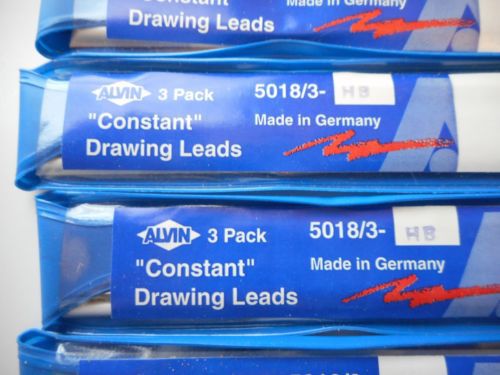 "Constant"
Made in Germany
Drawing Leads
ALVIN 3 Pack 5018/3- HB
"Constant" Made in Germany
Drawing Leads
ALVIN 3 Pack 5018/3- HB
"Constant" Made in Germany
Drawing Leads